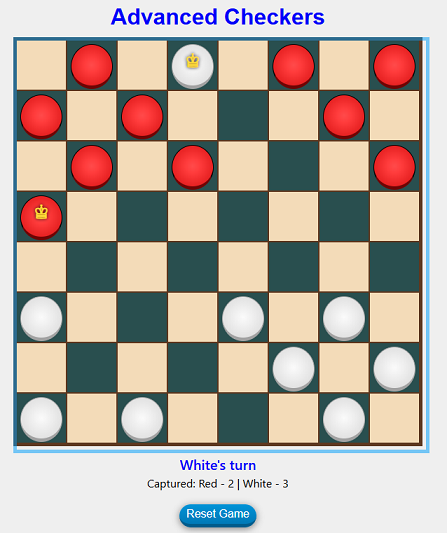 Advanced Checkers
White's turn
Captured: Red - 2 | White - 3
Reset Game